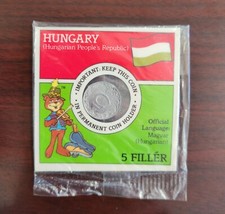 HUNGARY
(Hungarian People's Republic)
• IMPORTANT: KEEP THIS COIN •
IN PERMANENT COIN HOLDER
Official
Language
Magyar
(Hungarian)
5 FILLÉR